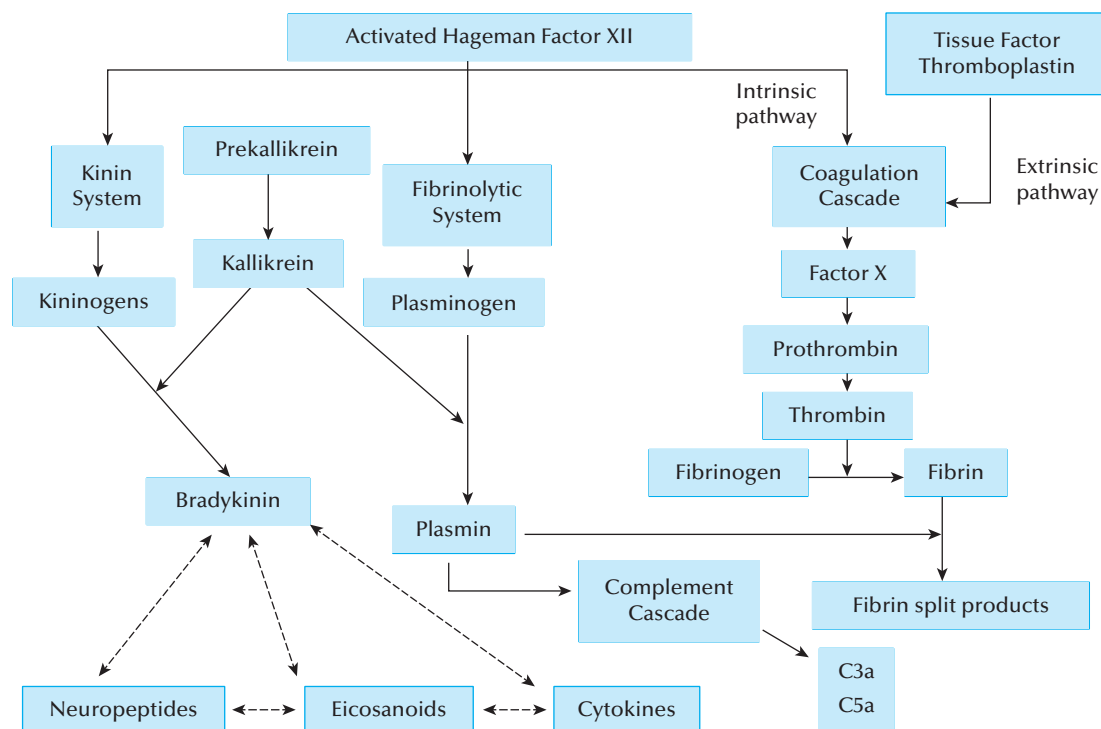 Activated Hageman Factor XII
Tissue Factor
Thromboplastin
Intrinsic
pathway
Prekallikrein
Kinin
System
Fibrinolytic
System
Coagulation
Cascade
Extrinsic
pathway
Kallikrein
Factor X
Kininogens
Plasminogen
Prothrombin
Thrombin
Fibrinogen
Fibrin
Bradykinin
Plasmin
Complement
Cascade
Fibrin split products
C3a
C5a
Neuropeptides
Eicosanoids
Cytokines